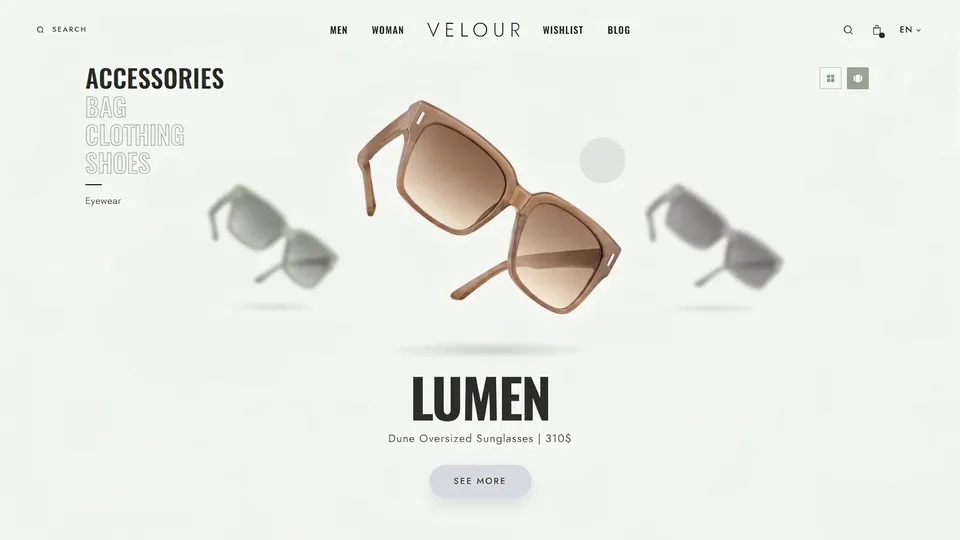 SEARCH
MEN WOMAN VELOUR WISHLIST BLOG
EN
ACCESSORIES
BAG
CLOTHING
SHOES
Eyewear
LUMEN
Dune Oversized Sunglasses | 310$
SEE MORE